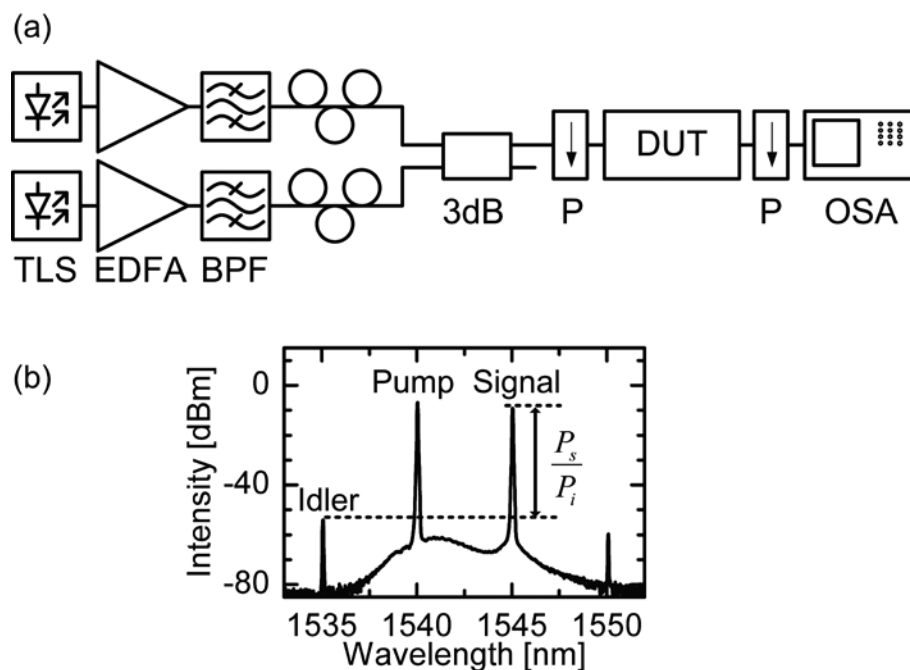 (a)
DUT
3dB P P OSA
TLS EDFA BPF
(b)
Intensity [dBm]
0
-40
-80
Pump Signal
Idler
P_s
P_i
1535 1540 1545 1550
Wavelength [nm]